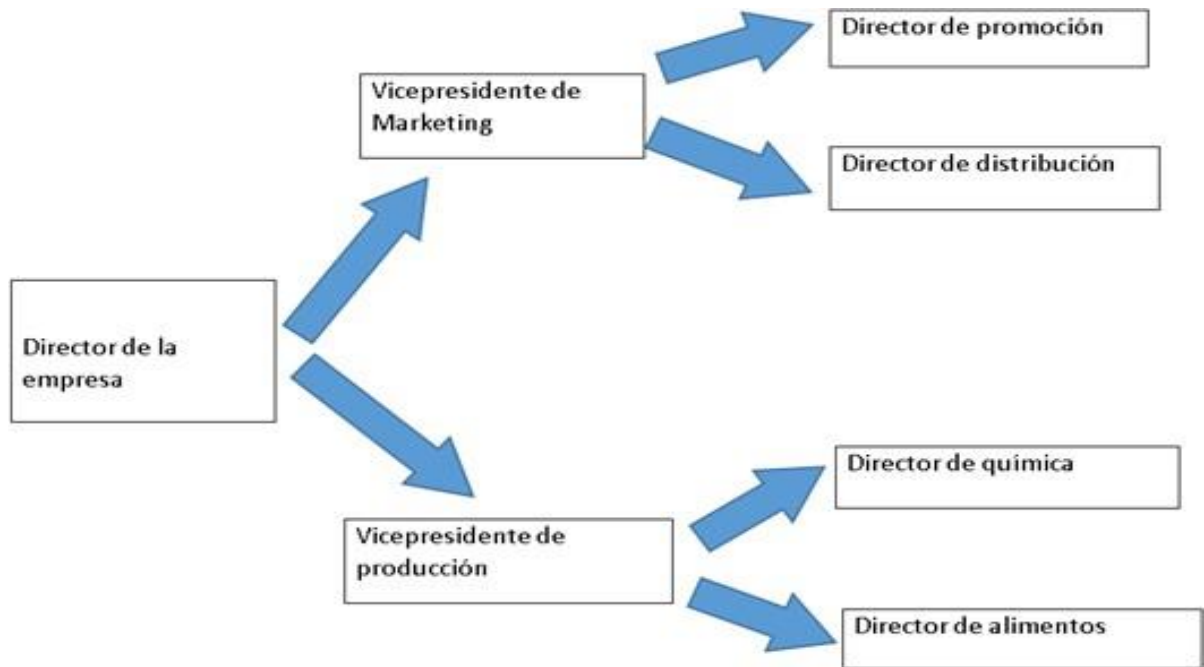 Director de promoción
Vicepresidente de
Marketing
Director de distribución
Director de la
empresa
Director de química
Vicepresidente de
producción
Director de alimentos